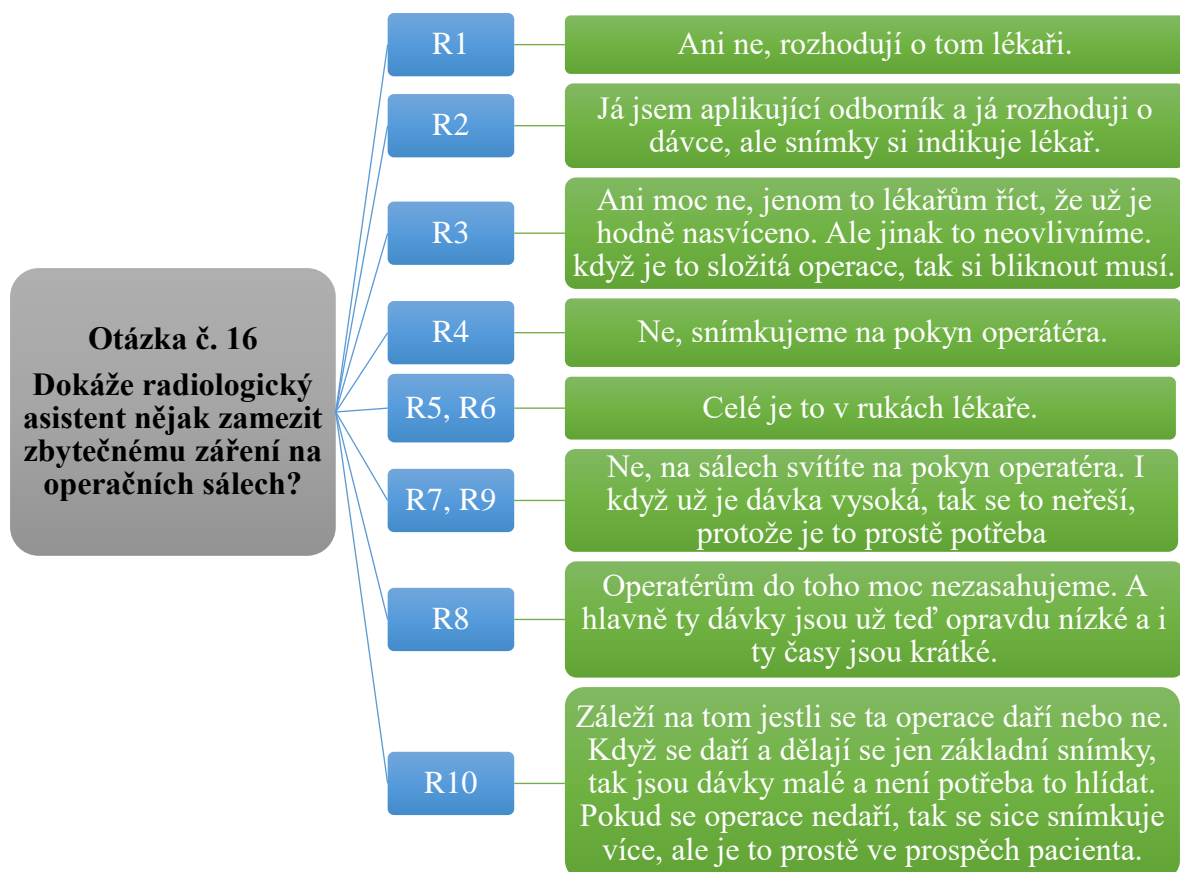 Otázka č. 16
Dokáže radiologický
asistent nějak zamezit
zbytečnému záření na
operačních sálech?
R1
Ani ne, rozhodují o tom lékaři.
R2
Já jsem aplikující odborník a já rozhoduji o
dávce, ale snímky si indikuje lékař.
R3
Ani moc ne, jenom to lékařům říct, že už je
hodně nasvíceno. Ale jinak to neovlivníme.
když je to složitá operace, tak si bliknout musí.
R4
Ne, snímkujeme na pokyn operátéra.
R5, R6
Celé je to v rukách lékaře.
R7, R9
Ne, na sálech svítíte na pokyn operatéra. I
když už je dávka vysoká, tak se to neřeší,
protože je to prostě potřeba
R8
Operatérům do toho moc nezasahujeme. A
hlavně ty dávky jsou už teď opravdu nízké a i
ty časy jsou krátké.
R10
Záleží na tom jestli se ta operace daří nebo ne.
Když se daří a dělají se jen základní snímky,
tak jsou dávky malé a není potřeba to hlídat.
Pokud se operace nedaří, tak se sice snímkuje
více, ale je to prostě ve prospěch pacienta.